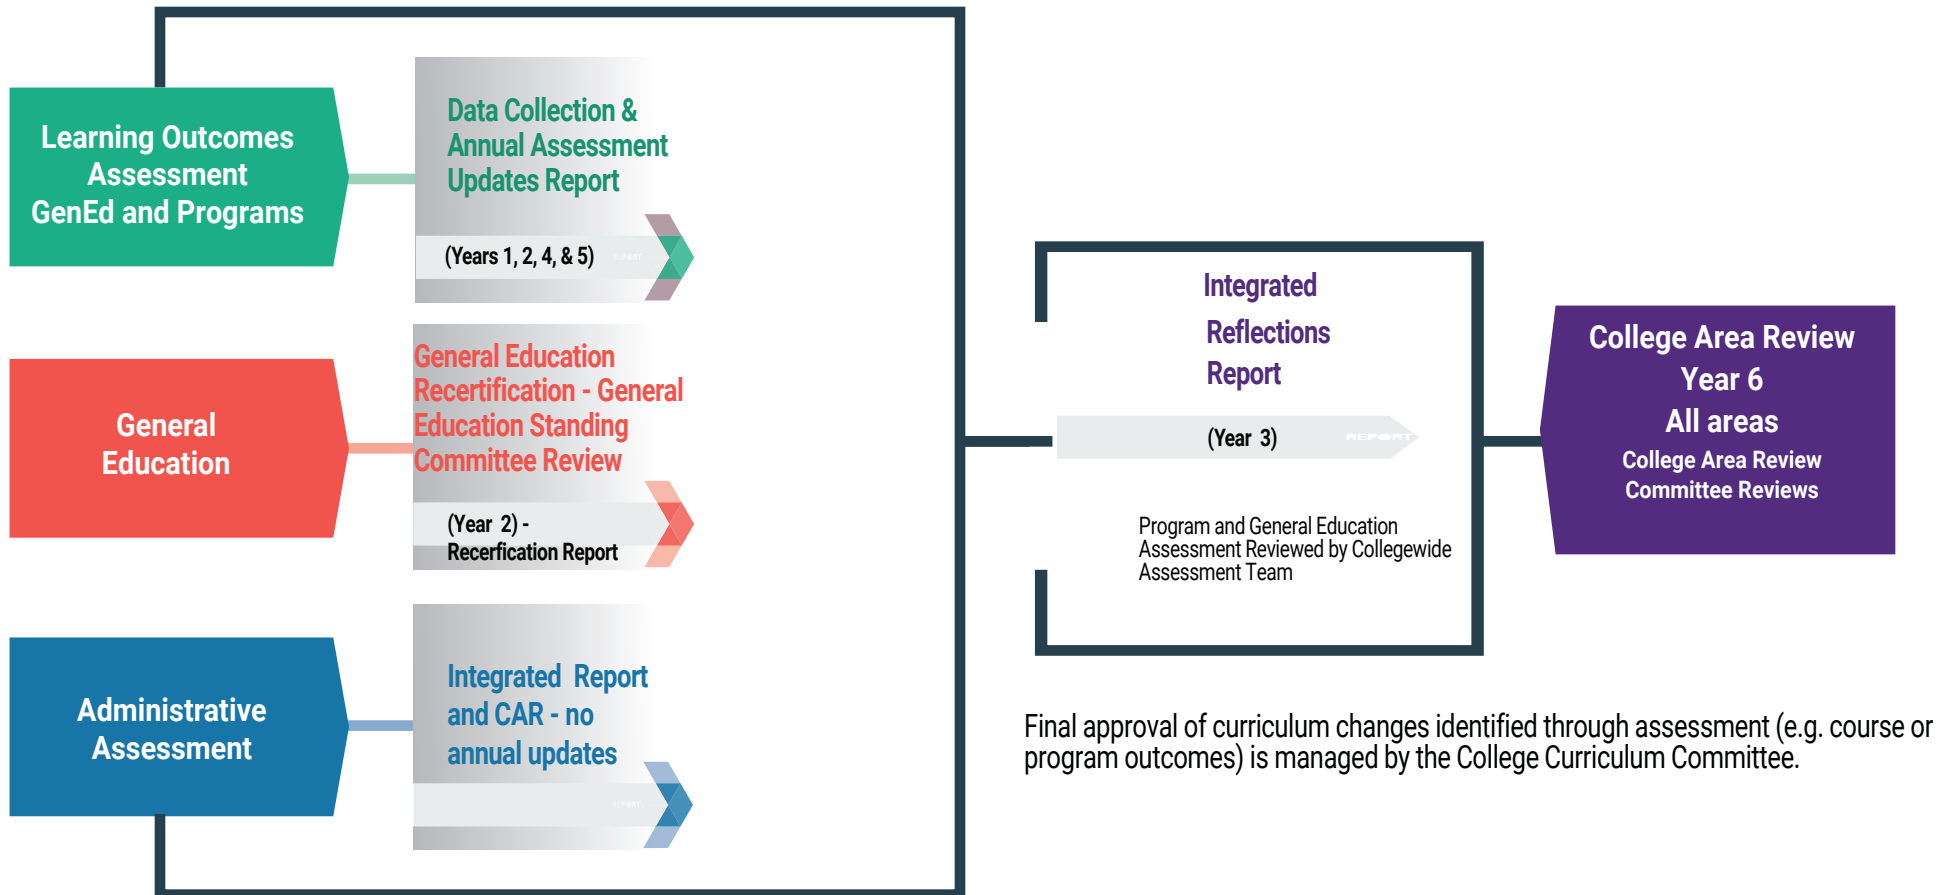 Learning Outcomes
Assessment
GenEd and Programs
Data Collection &
Annual Assessment
Updates Report
(Years 1, 2, 4, & 5)
REPORT
General
Education
General Education
Recertification - General
Education Standing
Committee Review
(Year 2) -
Recerfication Report
Administrative
Assessment
Integrated Report
and CAR - no
annual updates
REPORT
Integrated
Reflections
Report
(Year 3)
REPORT
Program and General Education
Assessment Reviewed by Collegewide
Assessment Team
College Area Review
Year 6
All areas
College Area Review
Committee Reviews
Final approval of curriculum changes identified through assessment (e.g. course or
program outcomes) is managed by the College Curriculum Committee.